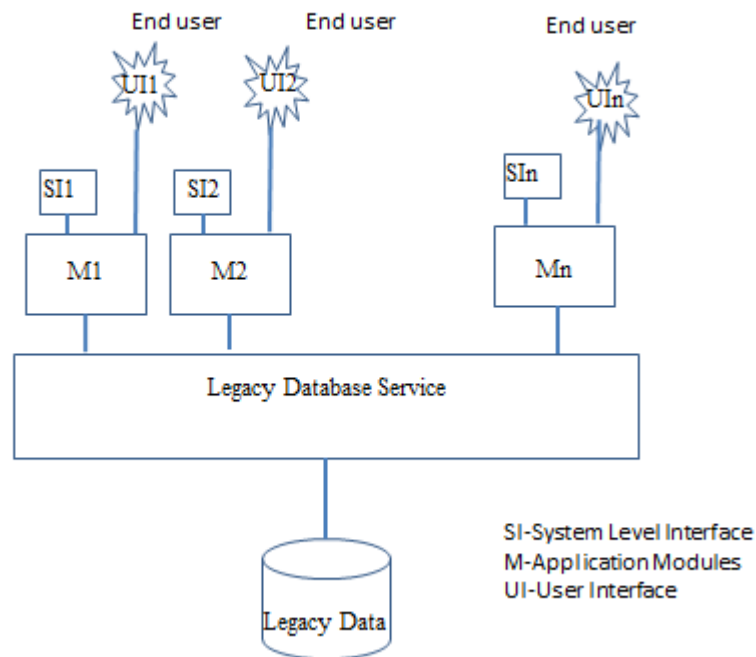 End user
End user
End user
UI1
UI2
UIn
SI1
SI2
SIn
M1
M2
Mn
Legacy Database Service
SI-System Level Interface
M-Application Modules
UI-User Interface
Legacy Data